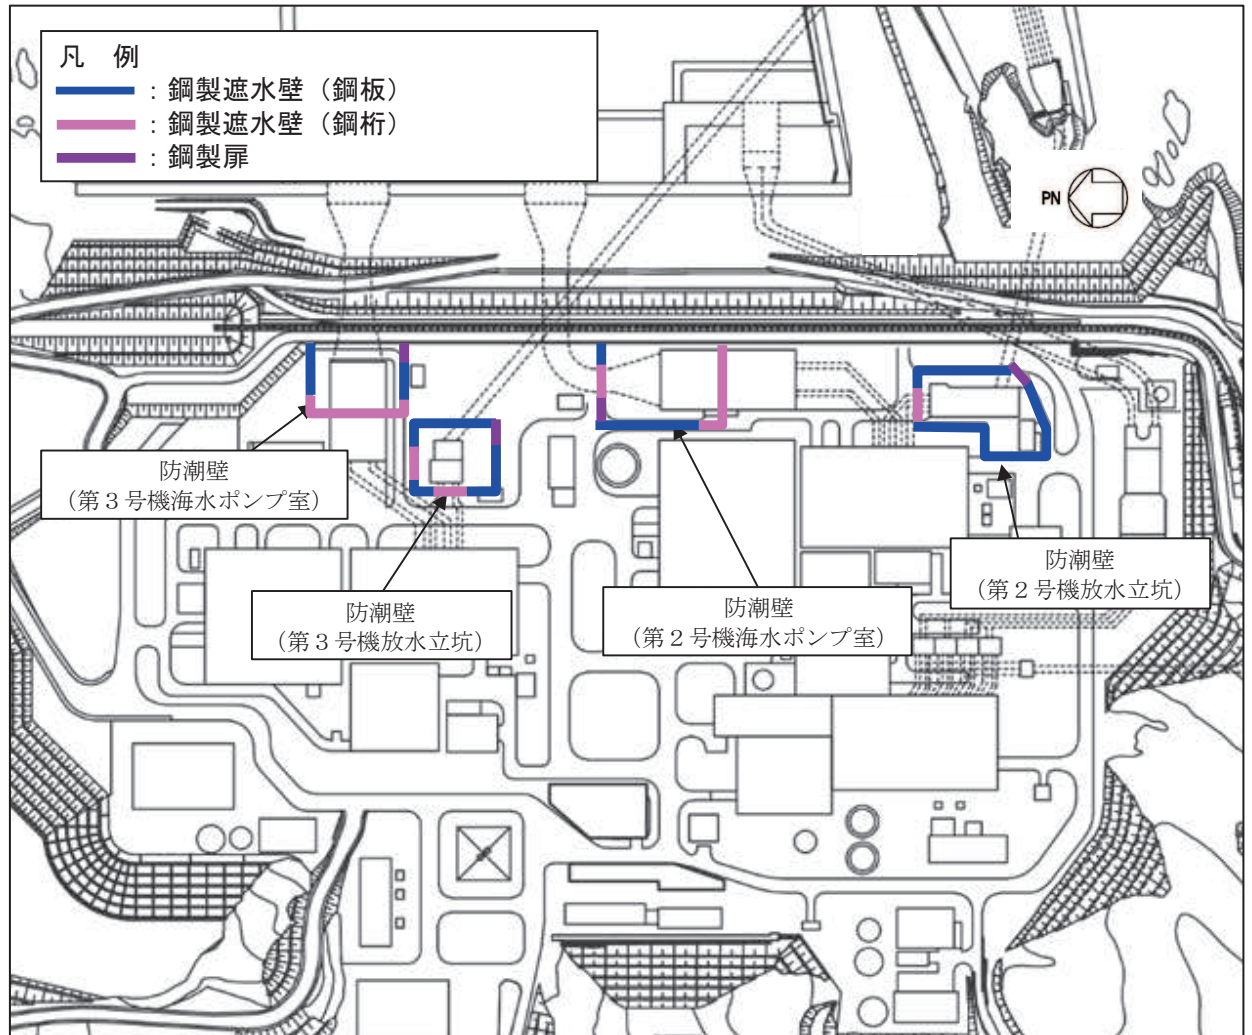 凡　例
：鋼製遮水壁（鋼板）
：鋼製遮水壁（鋼桁）
：鋼製扉
PN
防潮壁
（第３号機海水ポンプ室）
防潮壁
（第３号機放水立坑）
防潮壁
（第２号機海水ポンプ室）
防潮壁
（第２号機放水立坑）